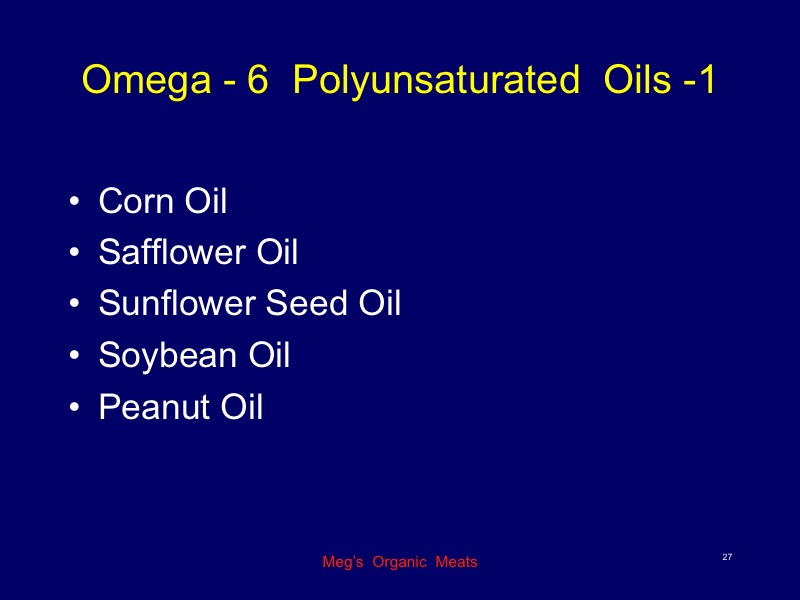 Omega - 6 Polyunsaturated Oils -1
• Corn Oil
• Safflower Oil
• Sunflower Seed Oil
• Soybean Oil
• Peanut Oil
Meg's Organic Meats
27